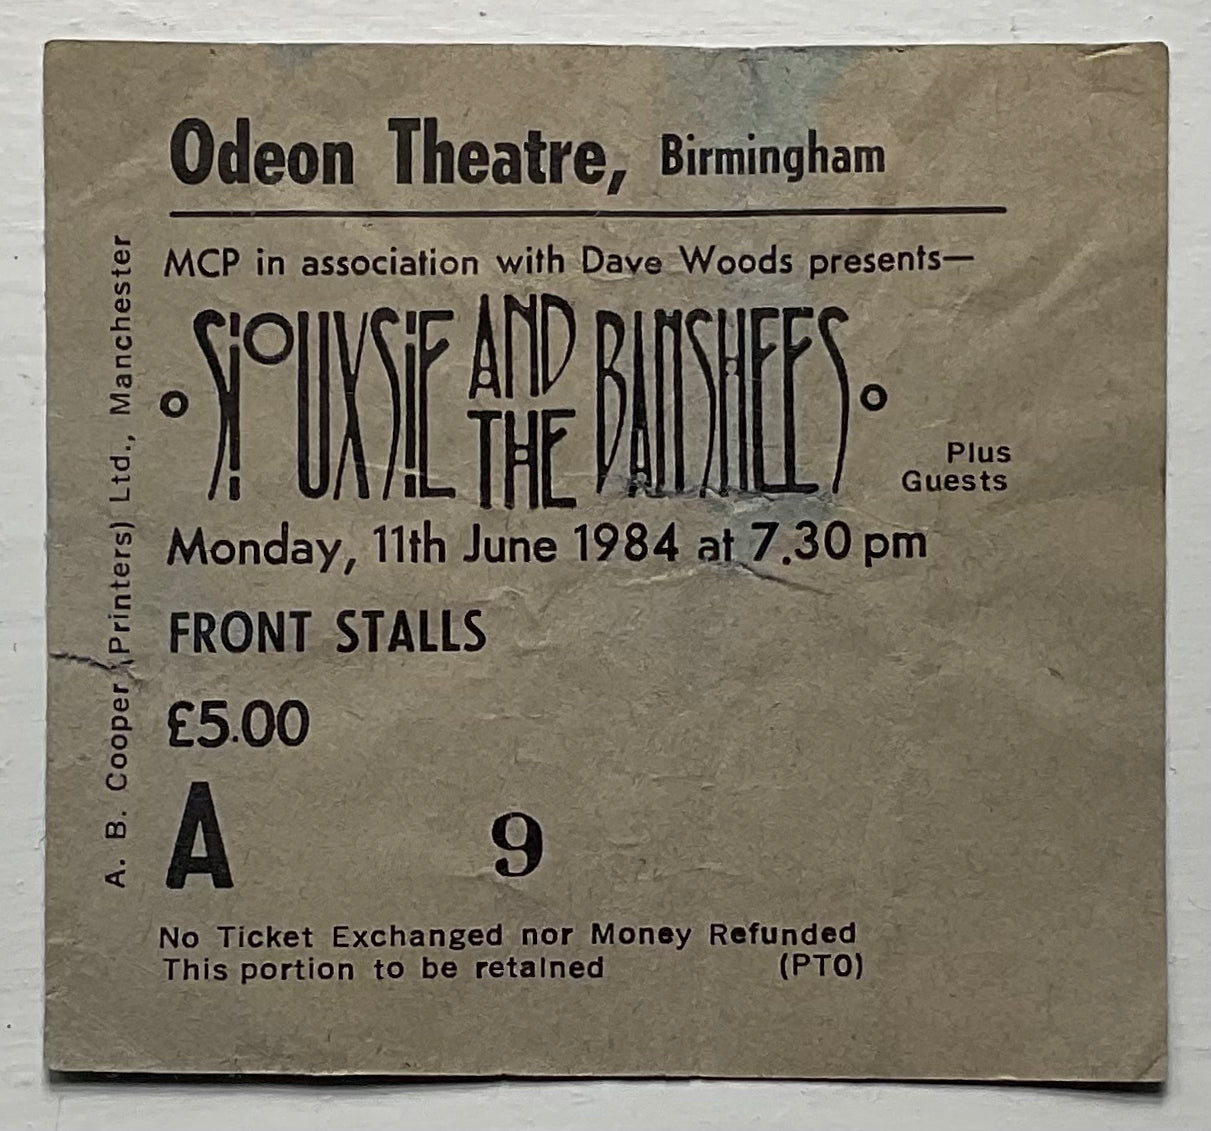 Odeon Theatre, Birmingham
MCP in association with Dave Woods presents—
SIOUXSIE AND THE BANSHEES
Plus
Guests
Monday, 11th June 1984 at 7.30 pm
FRONT STALLS
£5.00
A 9
No Ticket Exchanged nor Money Refunded
This portion to be retained (PTO)
A. B. Cooper (Printers) Ltd., Manchester